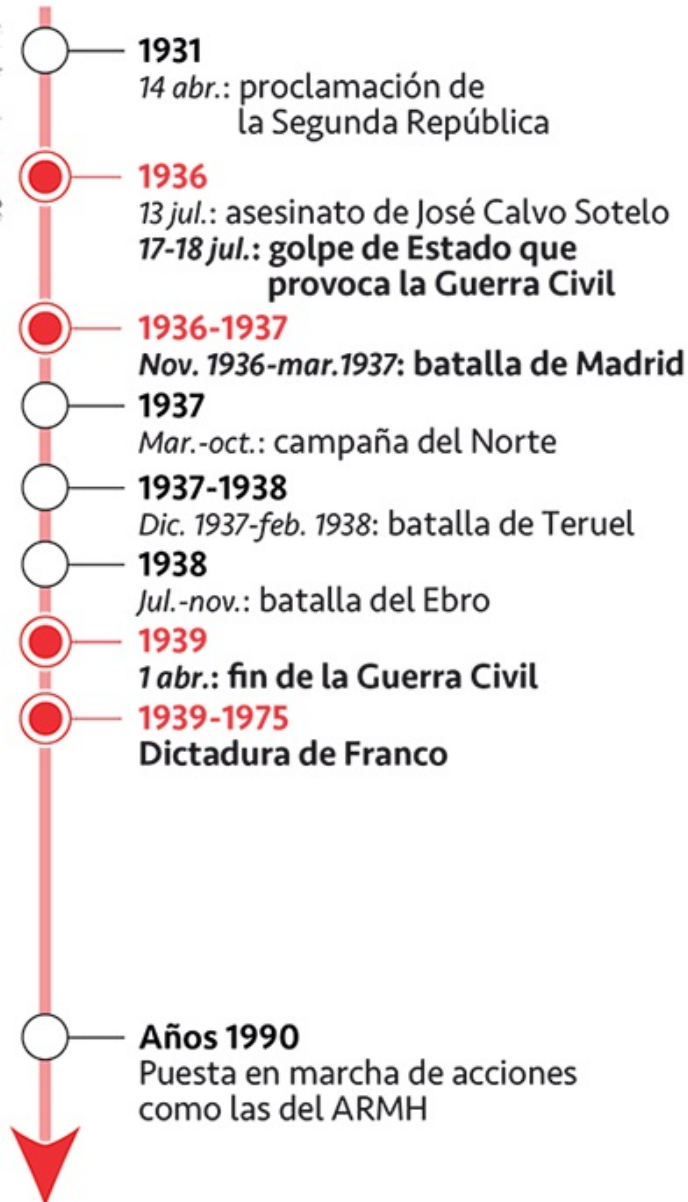 1931
14 abr.: proclamación de
la Segunda República
1936
13 jul.: asesinato de José Calvo Sotelo
17-18 jul.: golpe de Estado que
provoca la Guerra Civil
1936-1937
Nov. 1936-mar.1937: batalla de Madrid
1937
Mar.-oct.: campaña del Norte
1937-1938
Dic. 1937-feb. 1938: batalla de Teruel
1938
Jul.-nov.: batalla del Ebro
1939
1 abr.: fin de la Guerra Civil
1939-1975
Dictadura de Franco
Años 1990
Puesta en marcha de acciones
como las del ARMH